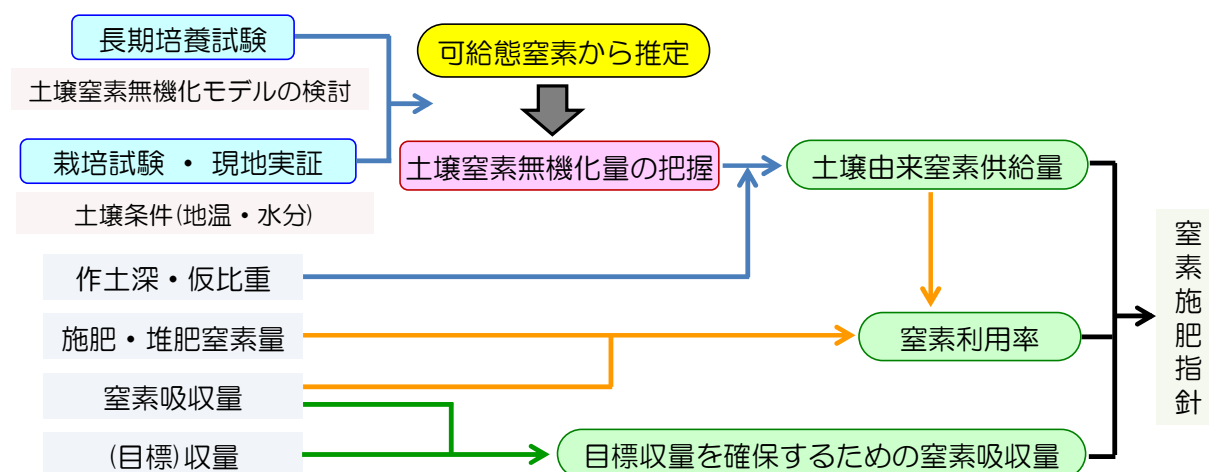 長期培養試験
可給態窒素から推定
土壌窒素無機化モデルの検討
栽培試験 ・ 現地実証
土壌窒素無機化量の把握
土壌由来窒素供給量
土壌条件(地温・水分)
作土深・仮比重
施肥・堆肥窒素量
窒素利用率
窒素施肥指針
窒素吸収量
(目標)収量
目標収量を確保するための窒素吸収量